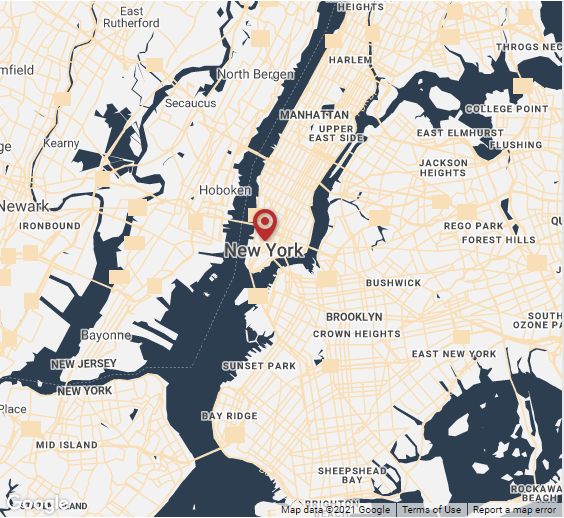 HEIGHTS
East
Rutherford
THROGS NEC
HARLEM
mfield
North Bergen
Secaucus
COLLEGE POINT
MANHATTAN
UPPER
EAST SIDE
EAST ELMHURST
ge
Kearny
FLUSHING
JACKSON
HEIGHTS
Hoboken
Newark
IRONBOUND
REGO PARK
QU
FOREST HILLS
New York
J
BUSHWICK
BROOKLYN
SOUTH
OZONE PA
Bayonne
CROWN HEIGHTS
EAST NEW YORK
NEW JERSEY
SUNSET PARK
NEW YORK
Place
BAY RIDGE
MID ISLAND
SHEEPSHEAD
BAY
ROCKAWA
BEACH
Google
BRIGHTON
Map data ©2021 Google
Terms of Use
Report a map error